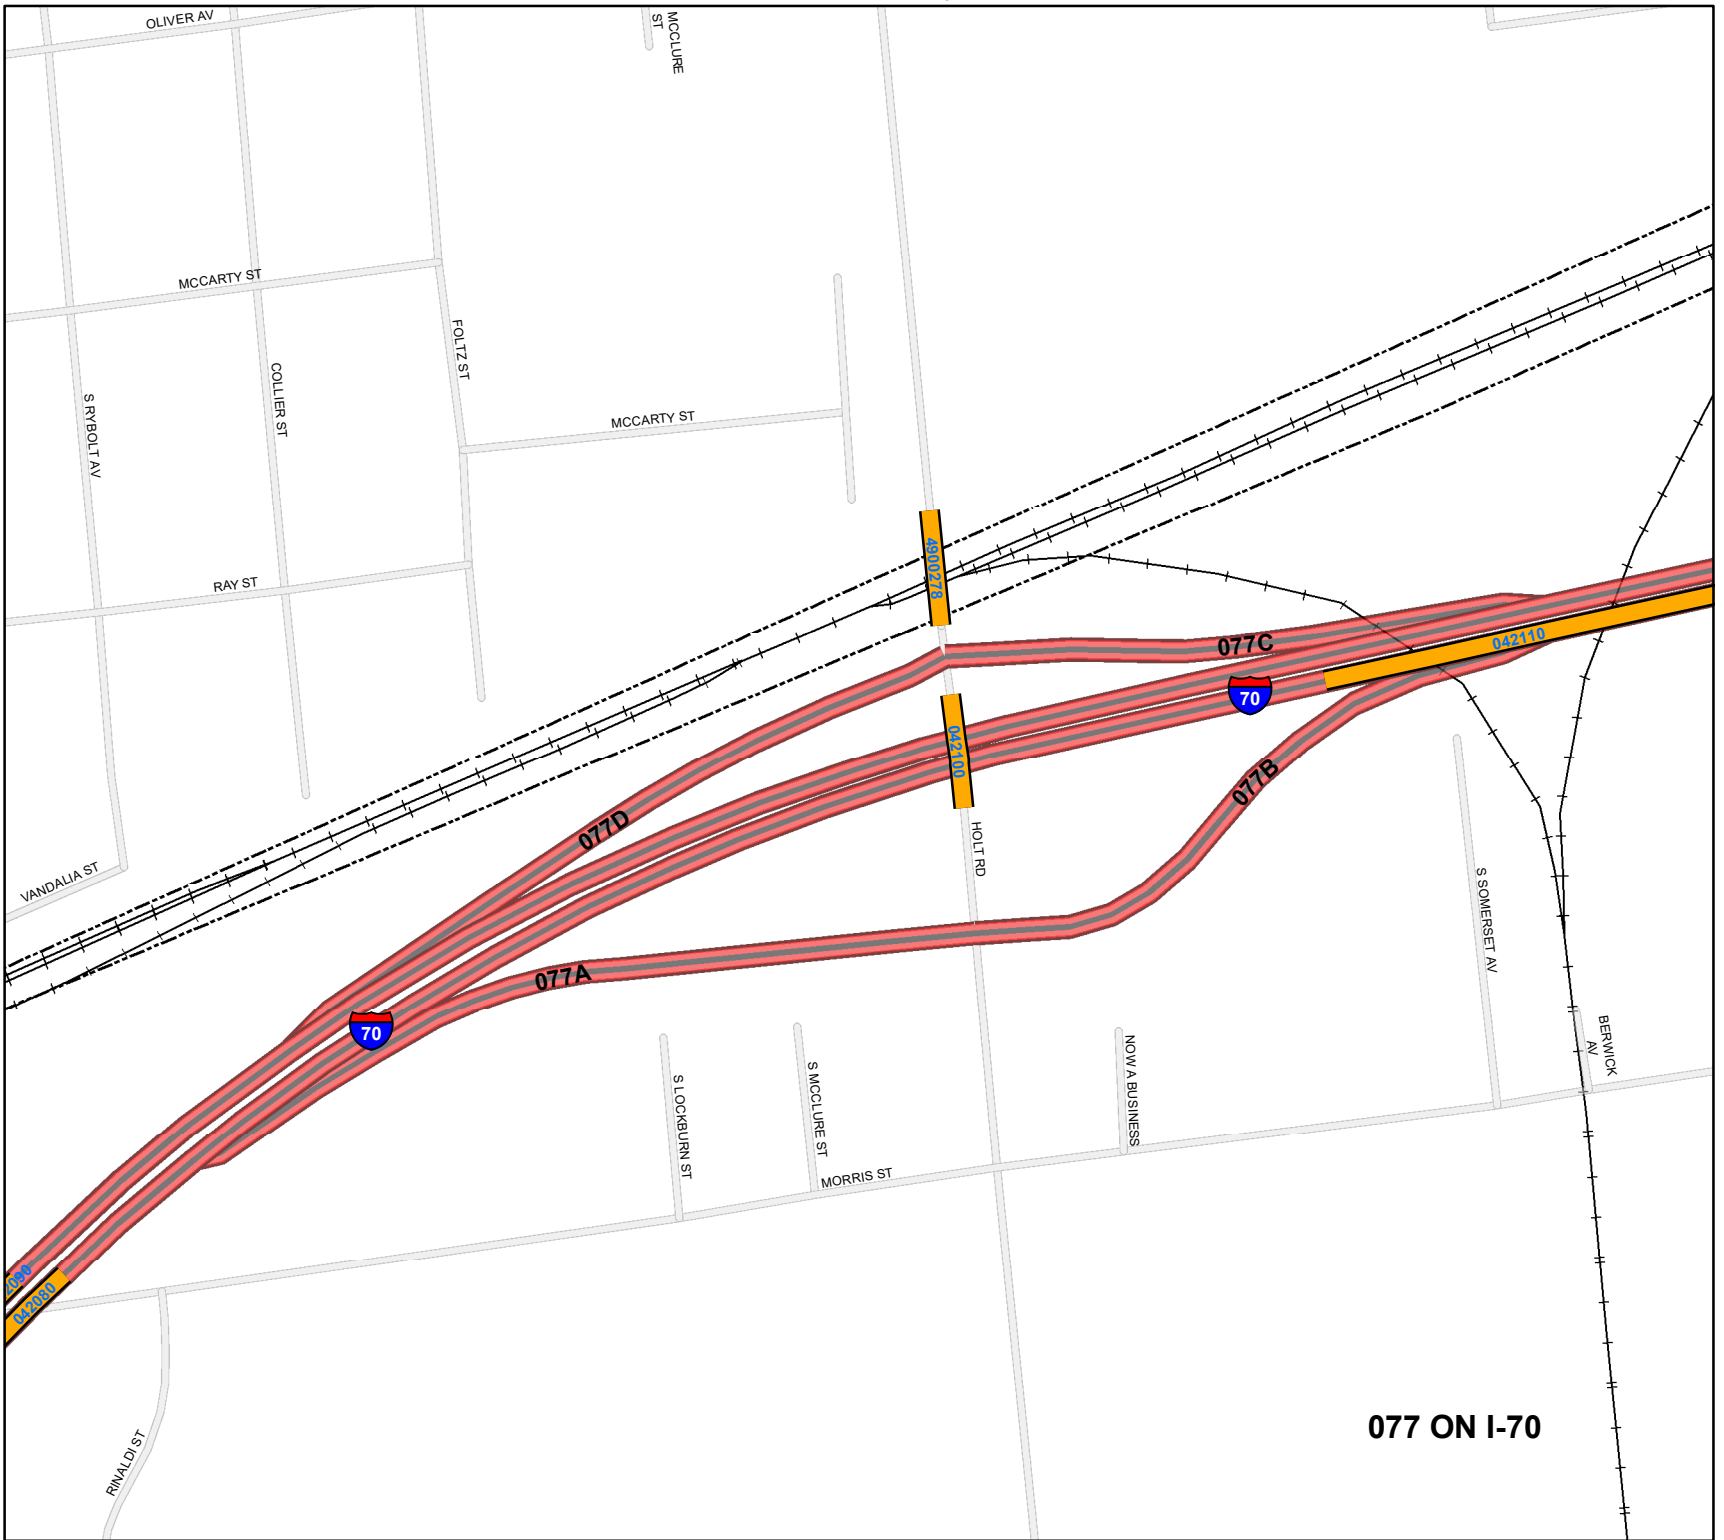 OLIVER AV
MCCLURE
ST
MCCARTY ST
FOLTZ ST
COLLIER ST
S RYBOLT AV
MCCARTY ST
4900278
RAY ST
077C
042110
70
042100
077B
077D
HOLT RD
VANDALIA ST
S SOMERSET AV
077A
70
BERWICK
AV
NOW A BUSINESS
S MCCLURE ST
S LOCKBURN ST
MORRIS ST
2090
042080
077 ON I-70
RINALDI ST